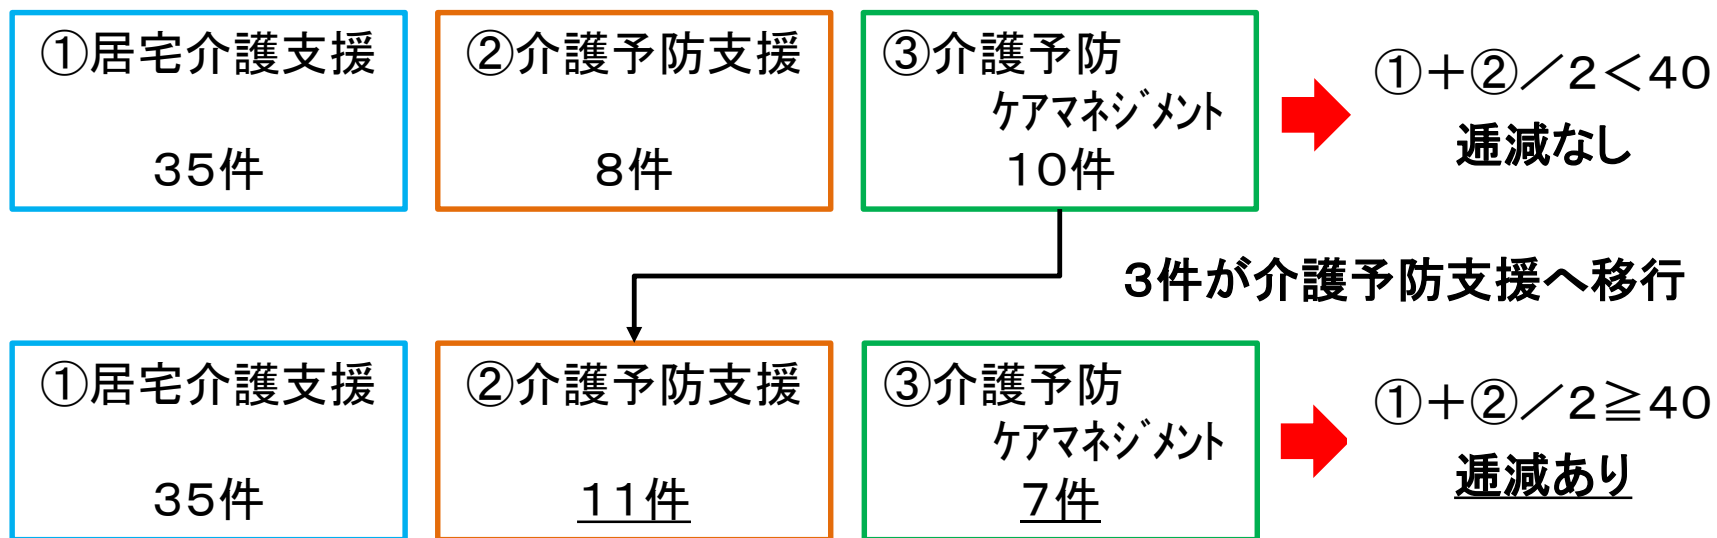 ①居宅介護支援
35件
②介護予防支援
8件
③介護予防
ｹｱﾏﾈｼﾞﾒﾝﾄ
10件
①＋②／２＜４０
逓減なし
３件が介護予防支援へ移行
①居宅介護支援
35件
②介護予防支援
11件
③介護予防
ｹｱﾏﾈｼﾞﾒﾝﾄ
7件
①＋②／２≧４０
逓減あり